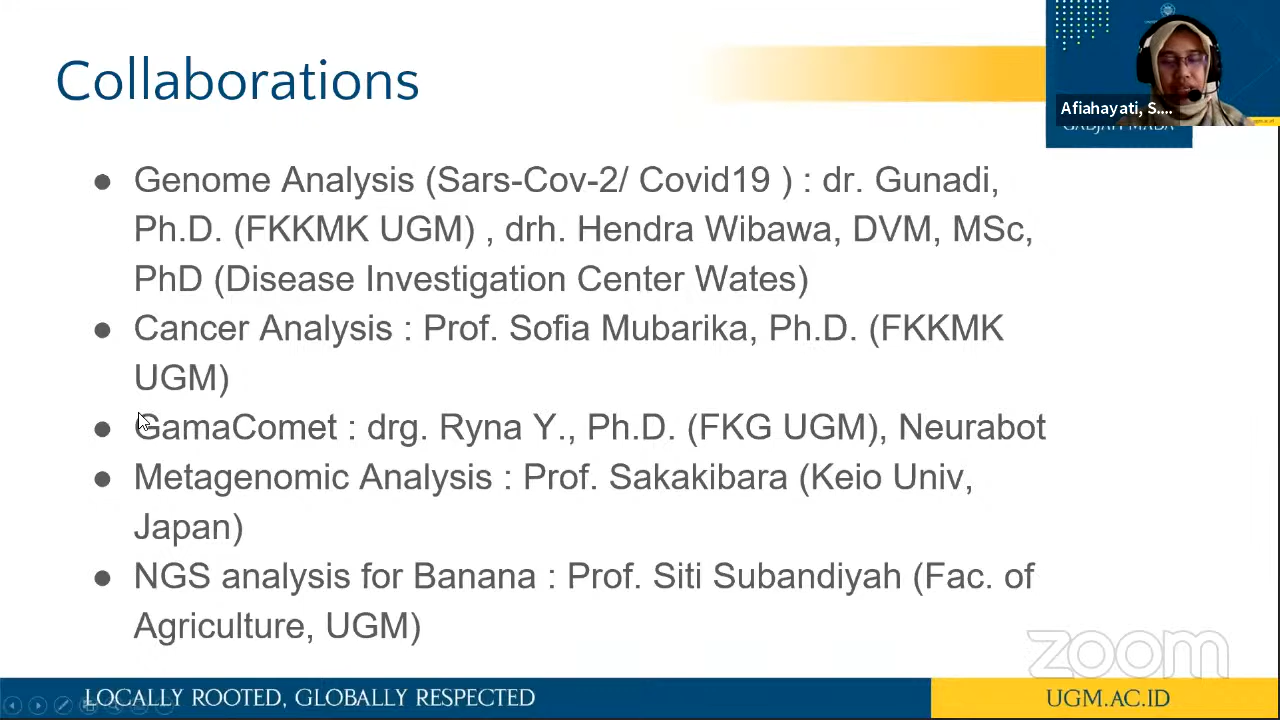 Collaborations
Afiahayati, S....
GADJAH MADA
● Genome Analysis (Sars-Cov-2/ Covid19 ) : dr. Gunadi,
Ph.D. (FKKMK UGM) , drh. Hendra Wibawa, DVM, MSc,
PhD (Disease Investigation Center Wates)
● Cancer Analysis : Prof. Sofia Mubarika, Ph.D. (FKKMK
UGM)
● GamaComet : drg. Ryna Y., Ph.D. (FKG UGM), Neurabot
● Metagenomic Analysis : Prof. Sakakibara (Keio Univ,
Japan)
● NGS analysis for Banana : Prof. Siti Subandiyah (Fac. of
Agriculture, UGM)
zoom
LOCALLY ROOTED, GLOBALLY RESPECTED
UGM.AC.ID